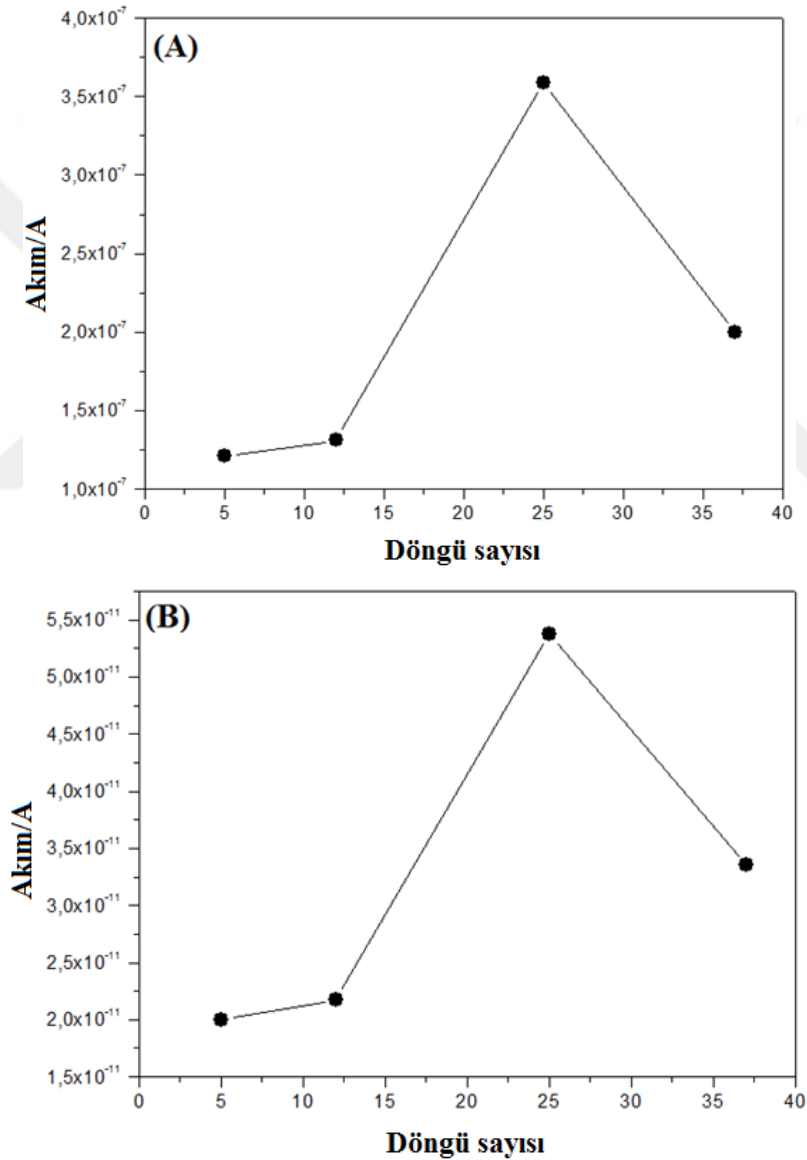 (A)
4,0x10⁻⁷
3,5x10⁻⁷
3,0x10⁻⁷
2,5x10⁻⁷
2,0x10⁻⁷
1,5x10⁻⁷
1,0x10⁻⁷
Akım/A
0 5 10 15 20 25 30 35 40
Döngü sayısı
(B)
5,5x10⁻¹¹
5,0x10⁻¹¹
4,5x10⁻¹¹
4,0x10⁻¹¹
3,5x10⁻¹¹
3,0x10⁻¹¹
2,5x10⁻¹¹
2,0x10⁻¹¹
1,5x10⁻¹¹
Akım/A
0 5 10 15 20 25 30 35 40
Döngü sayısı